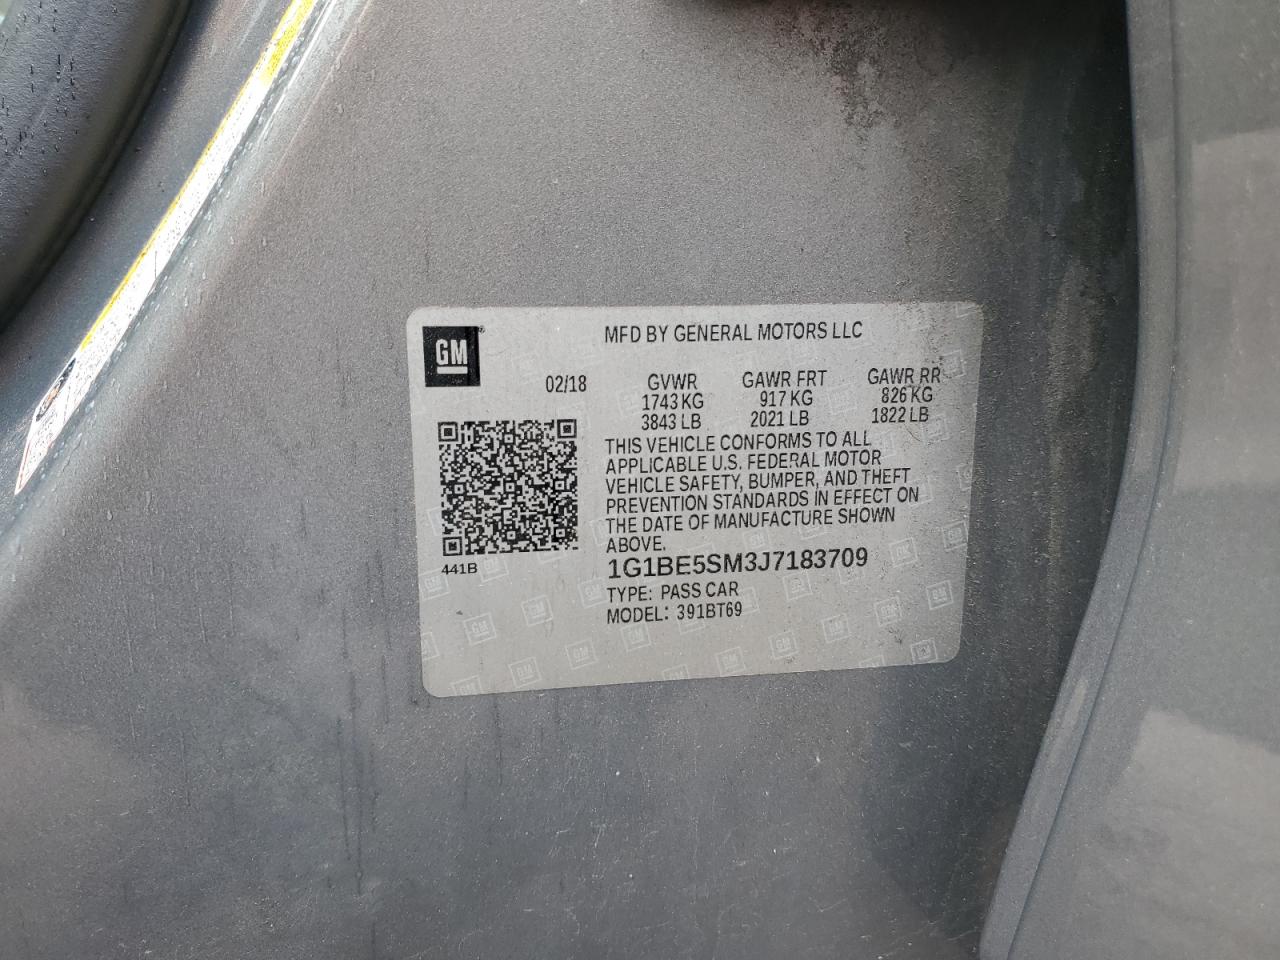 GM
MFD BY GENERAL MOTORS LLC
02/18
GVWR GAWR FRT GAWR RR
1743 KG 917 KG 826 KG
3843 LB 2021 LB 1822 LB
THIS VEHICLE CONFORMS TO ALL
APPLICABLE U.S. FEDERAL MOTOR
VEHICLE SAFETY, BUMPER, AND THEFT
PREVENTION STANDARDS IN EFFECT ON
THE DATE OF MANUFACTURE SHOWN
ABOVE.
441B
1G1BE5SM3J7183709
TYPE: PASS CAR
MODEL: 391BT69